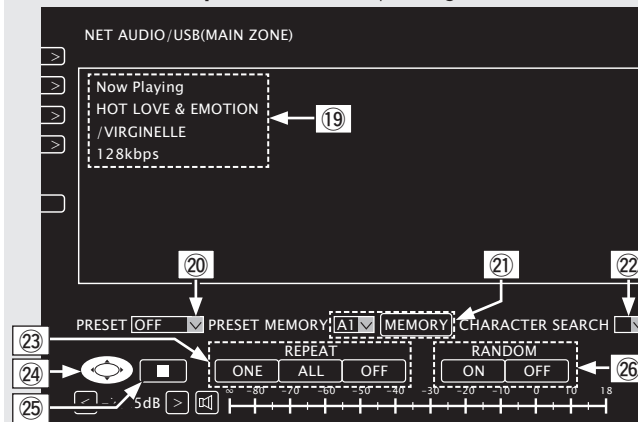 NET AUDIO/USB(MAIN ZONE)
>
>
>
>
Now Playing
HOT LOVE & EMOTION
/VIRGINELLE
128kbps
⑲
⑳ ㉑ ㉒
PRESET OFF PRESET MEMORY A1 MEMORY CHARACTER SEARCH
㉓ REPEAT RANDOM
㉔ ONE ALL OFF ON OFF ㉖
㉕ < 5dB > ∞ -80 -70 -60 -50 -40 -30 -20 -10 0 10 18